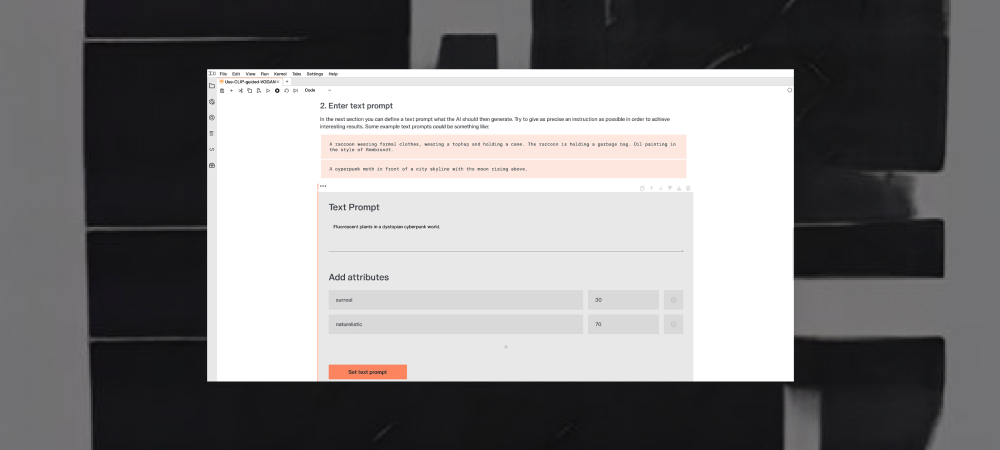 File Edit View Run Kernel Tabs Settings Help
Use-CLIP-guided-VQGAN
Code
2. Enter text prompt
In the next section you can define a text prompt what the AI should then generate. Try to give as precise an instruction as possible in order to achieve
interesting results. Some example text prompts could be something like:
A raccoon wearing formal clothes, wearing a tophat and holding a cane. The raccoon is holding a garbage bag. Oil painting in
the style of Rembrandt.
A cyperpunk moth in front of a city skyline with the moon rising above.
Text Prompt
Fluorescent plants in a dystopian cyberpunk world.
Add attributes
surreal 30
naturalistic 70
Set text prompt